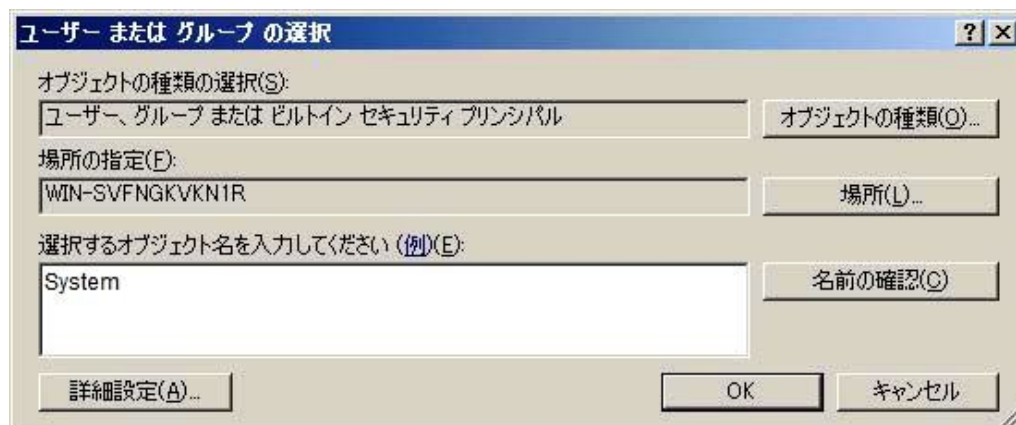 ユーザー または グループ の選択
オブジェクトの種類の選択(S):
ユーザー、グループ または ビルトイン セキュリティ プリンシパル
オブジェクトの種類(O)...
場所の指定(F):
WIN-SVFNGKVKN1R
場所(L)...
選択するオブジェクト名を入力してください (例)(E):
System
名前の確認(C)
詳細設定(A)...
OK
キャンセル